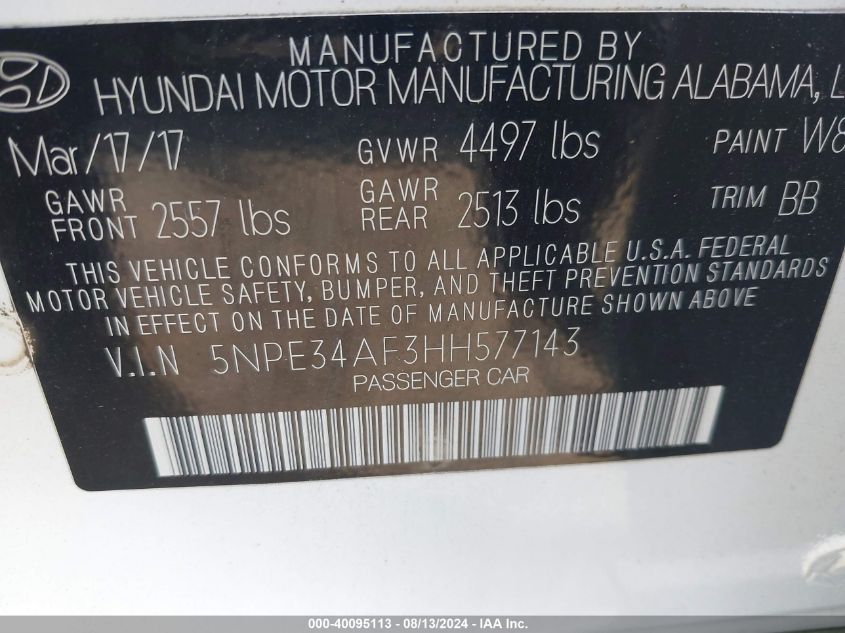 MANUFACTURED BY
HYUNDAI MOTOR MANUFACTURING ALABAMA, L
Mar/17/17 GVWR 4497 lbs PAINT W8
GAWR FRONT 2557 lbs GAWR REAR 2513 lbs TRIM BB
THIS VEHICLE CONFORMS TO ALL APPLICABLE U.S.A. FEDERAL
MOTOR VEHICLE SAFETY, BUMPER, AND THEFT PREVENTION STANDARDS
IN EFFECT ON THE DATE OF MANUFACTURE SHOWN ABOVE
V.I.N 5NPE34AF3HH577143
PASSENGER CAR
000-40095113 - 08/13/2024 - IAA Inc.